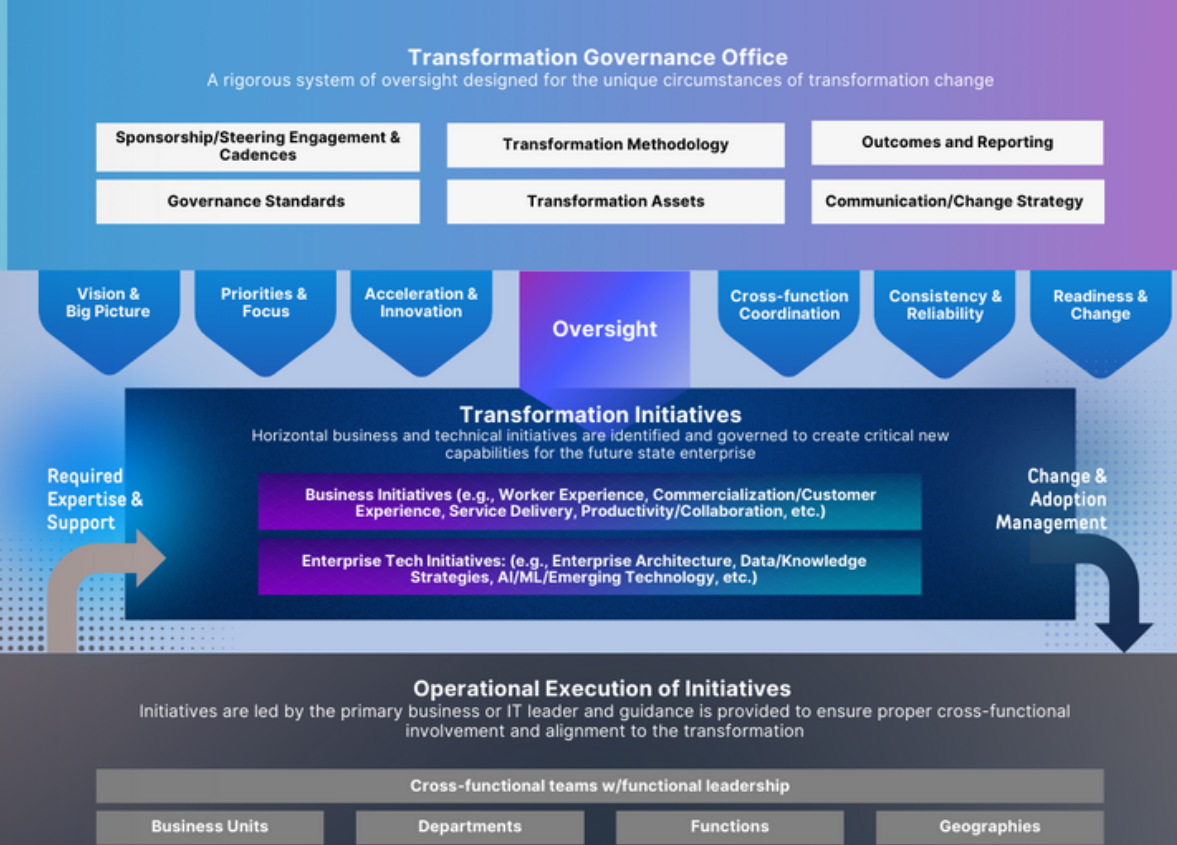 Transformation Governance Office
A rigorous system of oversight designed for the unique circumstances of transformation change
Sponsorship/Steering Engagement &
Cadences
Transformation Methodology
Outcomes and Reporting
Governance Standards
Transformation Assets
Communication/Change Strategy
Vision &
Big Picture
Priorities &
Focus
Acceleration &
Innovation
Oversight
Cross-function
Coordination
Consistency &
Reliability
Readiness &
Change
Transformation Initiatives
Horizontal business and technical initiatives are identified and governed to create critical new
capabilities for the future state enterprise
Required
Expertise &
Support
Business Initiatives (e.g., Worker Experience, Commercialization/Customer
Experience, Service Delivery, Productivity/Collaboration, etc.)
Enterprise Tech Initiatives: (e.g., Enterprise Architecture, Data/Knowledge
Strategies, AI/ML/Emerging Technology, etc.)
Change &
Adoption
Management
Operational Execution of Initiatives
Initiatives are led by the primary business or IT leader and guidance is provided to ensure proper cross-functional
involvement and alignment to the transformation
Cross-functional teams w/functional leadership
Business Units
Departments
Functions
Geographies